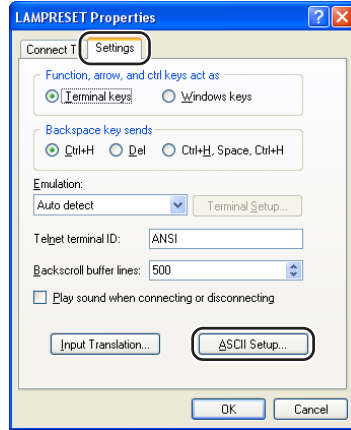 LAMPRESET Properties
Connect T Settings
Function, arrow, and ctrl keys act as
Terminal keys Windows keys
Backspace key sends
Ctrl+H Del Ctrl+H, Space, Ctrl+H
Emulation:
Auto detect Terminal Setup...
Telnet terminal ID: ANSI
Backscroll buffer lines: 500
Play sound when connecting or disconnecting
Input Translation... ASCII Setup...
OK Cancel